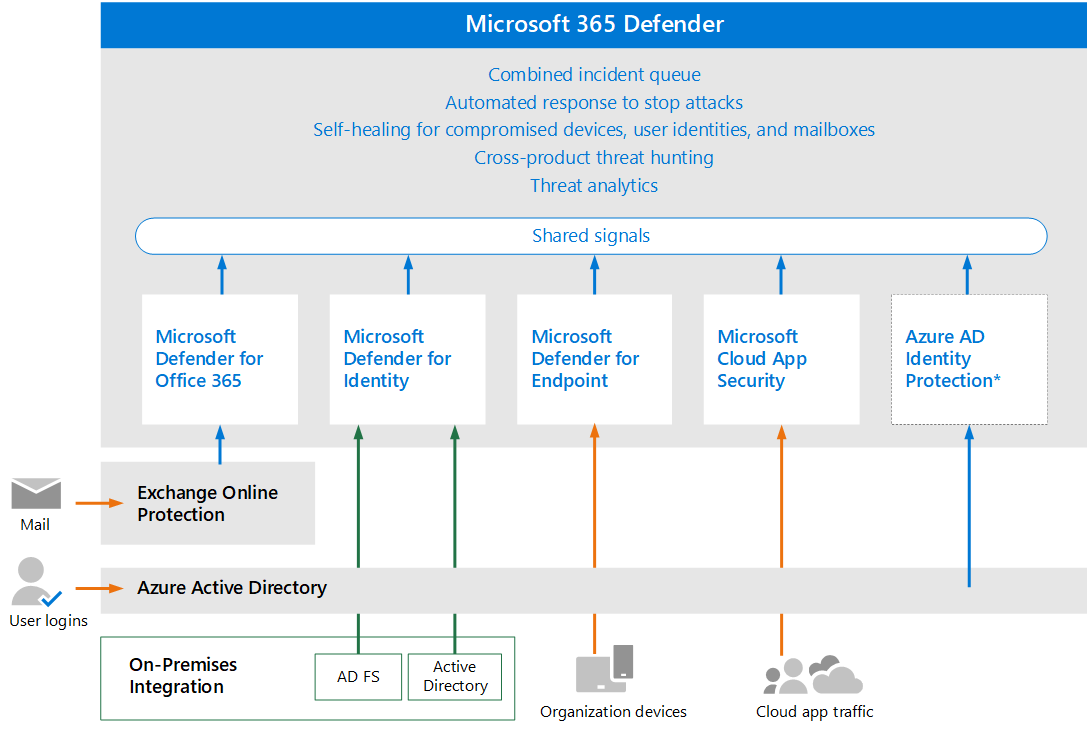 Microsoft 365 Defender
Combined incident queue
Automated response to stop attacks
Self-healing for compromised devices, user identities, and mailboxes
Cross-product threat hunting
Threat analytics
Shared signals
Microsoft
Defender for
Office 365
Microsoft
Defender for
Identity
Microsoft
Defender for
Endpoint
Microsoft
Cloud App
Security
Azure AD
Identity
Protection*
Mail
Exchange Online
Protection
User logins
Azure Active Directory
On-Premises
Integration
AD FS
Active
Directory
Organization devices
Cloud app traffic